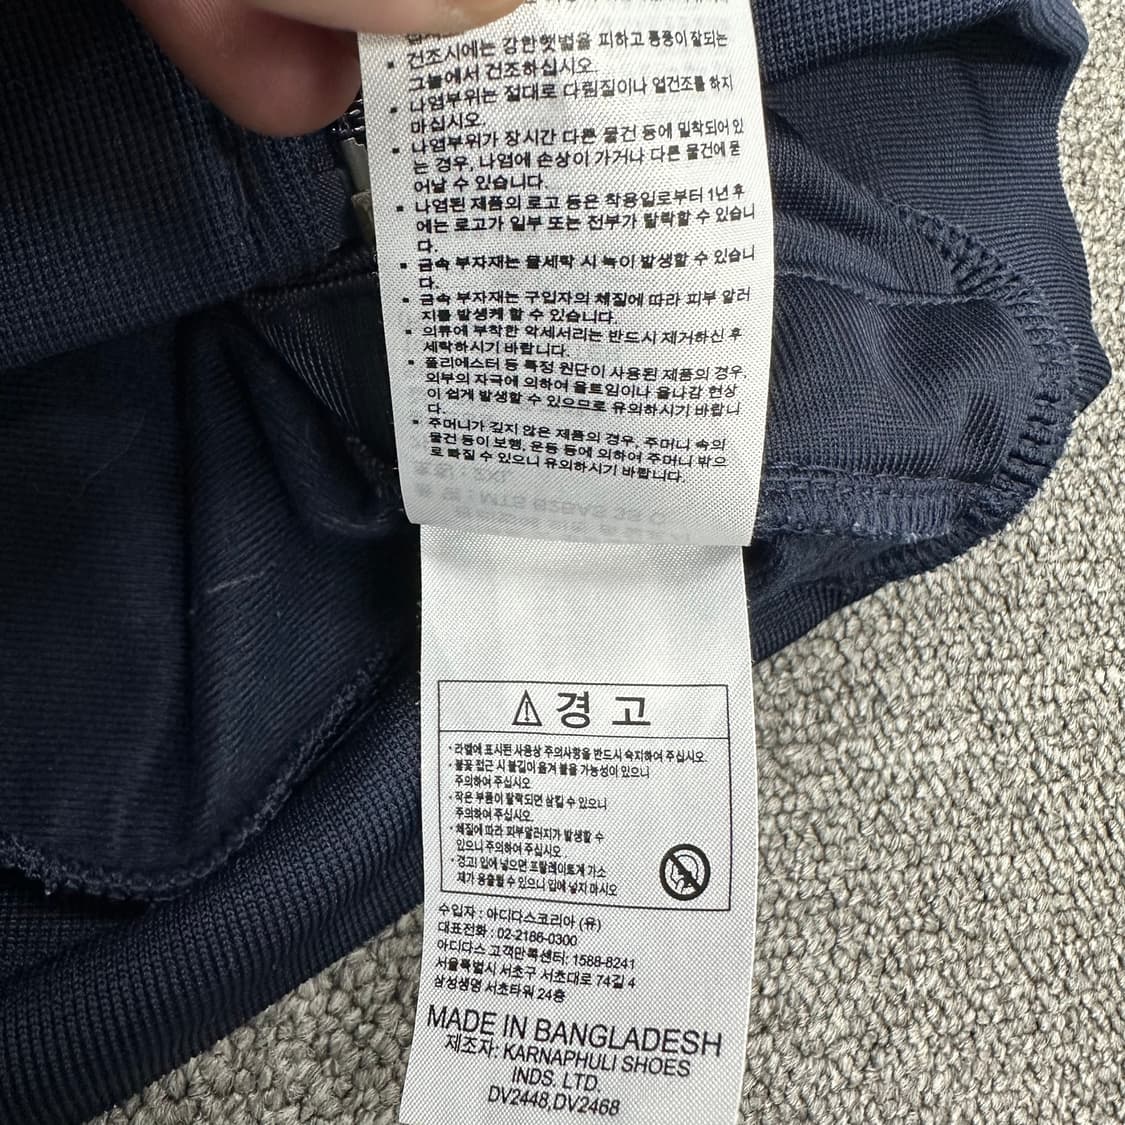 ▪ 건조시에는 강한햇볕을 피하고 통풍이 잘되는
그늘에서 건조하십시오.
▪ 나염부위는 절대로 다림질이나 열건조를 하지
마십시오.
▪ 나염부위가 장시간 다른 물건 등에 밀착되어 있
는 경우, 나염에 손상이 가거나 다른 물건에 묻
어날 수 있습니다.
▪ 나염된 제품의 로고 등은 착용일로부터 1년 후
에는 로고가 일부 또는 전부가 탈락할 수 있습니
다.
▪ 금속 부자재는 물세탁 시 녹이 발생할 수 있습니
다.
▪ 금속 부자재는 구입자의 체질에 따라 피부 알러
지를 발생케 할 수 있습니다.
▪ 의류에 부착한 악세서리는 반드시 제거하신 후
세탁하시기 바랍니다.
▪ 폴리에스터 등 특정 원단이 사용된 제품의 경우,
외부의 자극에 의하여 올트임이나 올나감 현상
이 쉽게 발생할 수 있으므로 유의하시기 바랍니
다.
▪ 주머니가 깊지 않은 제품의 경우, 주머니 속의
물건 등이 보행, 운동 등에 의하여 주머니 밖으
로 빠질 수 있으니 유의하시기 바랍니다.
⚠ 경 고
· 라벨에 표시된 사용상 주의사항을 반드시 숙지하여 주십시오.
· 불꽃 접근 시 불길이 옮겨 붙을 가능성이 있으니
주의하여 주십시오
· 작은 부품이 탈락되면 삼킬 수 있으니
주의하여 주십시오.
· 체질에 따라 피부알러지가 발생할 수
있으니 주의하여 주십시오
· 경고! 입에 넣으면 프탈레이트계 가소
제가 용출될 수 있으니 입에 넣지 마시오
수입자 : 아디다스코리아 (유)
대표전화 : 02-2186-0300
아디다스 고객만족센터: 1588-8241
서울특별시 서초구 서초대로 74길 4
삼성생명 서초타워 24층
MADE IN BANGLADESH
제조자: KARNAPHULI SHOES
INDS. LTD.
DV2448,DV2468